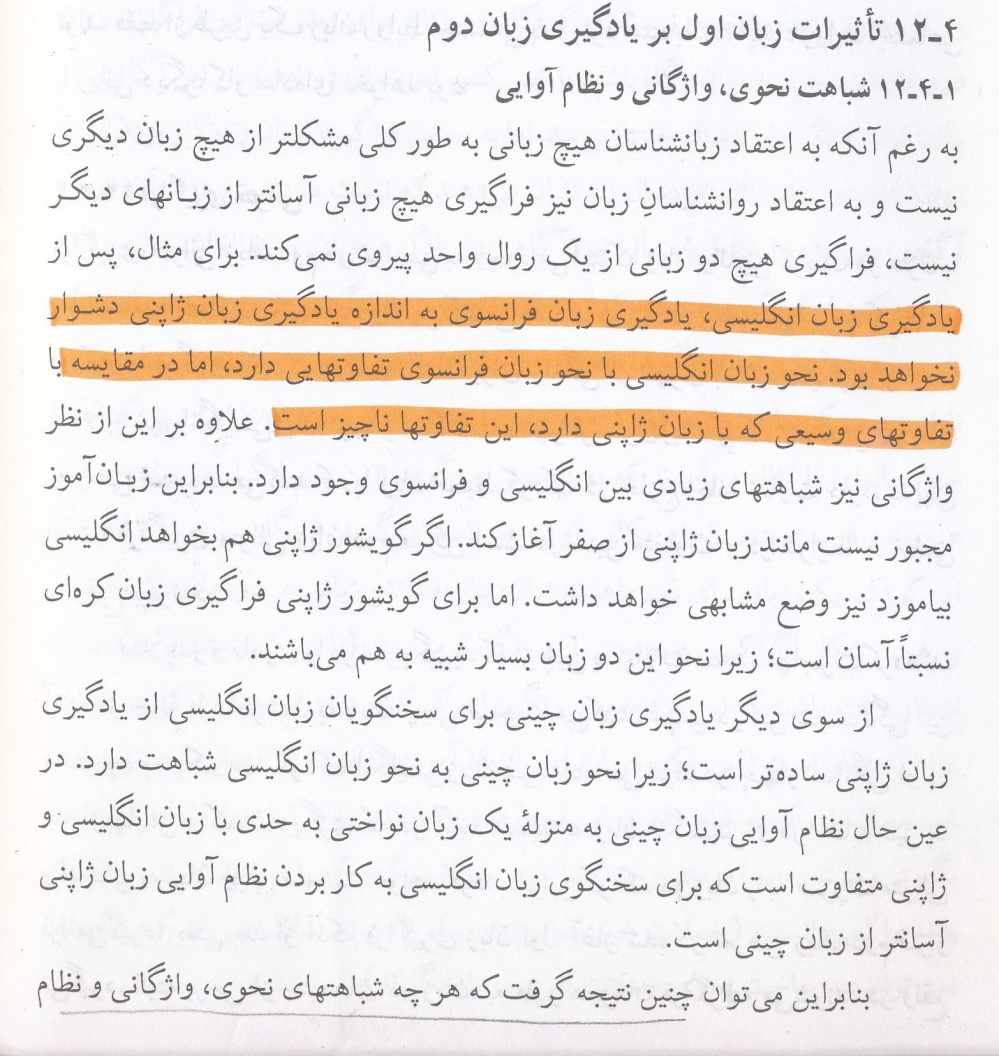 ۴ـ۱۲ تأثیرات زبان اول بر یادگیری زبان دوم
۱ـ۴ـ۱۲ شباهت نحوی، واژگانی و نظام آوایی
به رغم آنکه به اعتقاد زبانشناسان هیچ زبانی به طور کلی مشکلتر از هیچ زبان دیگری
نیست و به اعتقاد روانشناسانِ زبان نیز فراگیری هیچ زبانی آسانتر از زبانهای دیگر
نیست، فراگیری هیچ دو زبانی از یک روال واحد پیروی نمی‌کند. برای مثال، پس از
یادگیری زبان انگلیسی، یادگیری زبان فرانسوی به اندازه یادگیری زبان ژاپنی دشوار
نخواهد بود. نحو زبان انگلیسی با نحو زبان فرانسوی تفاوتهایی دارد، اما در مقایسه با
تفاوتهای وسیعی که با زبان ژاپنی دارد، این تفاوتها ناچیز است. علاوه بر این از نظر
واژگانی نیز شباهتهای زیادی بین انگلیسی و فرانسوی وجود دارد. بنابراین زبان‌آموز
مجبور نیست مانند زبان ژاپنی از صفر آغاز کند. اگر گویشور ژاپنی هم بخواهد انگلیسی
بیاموزد نیز وضع مشابهی خواهد داشت. اما برای گویشور ژاپنی فراگیری زبان کره‌ای
نسبتاً آسان است؛ زیرا نحو این دو زبان بسیار شبیه به هم می‌باشند.
از سوی دیگر یادگیری زبان چینی برای سخنگویان زبان انگلیسی از یادگیری
زبان ژاپنی ساده‌تر است؛ زیرا نحو زبان چینی به نحو زبان انگلیسی شباهت دارد. در
عین حال نظام آوایی زبان چینی به منزلهٔ یک زبان نواختی به حدی با زبان انگلیسی و
ژاپنی متفاوت است که برای سخنگوی زبان انگلیسی به کار بردن نظام آوایی زبان ژاپنی
آسانتر از زبان چینی است.
بنابراین می‌توان چنین نتیجه گرفت که هر چه شباهتهای نحوی، واژگانی و نظام